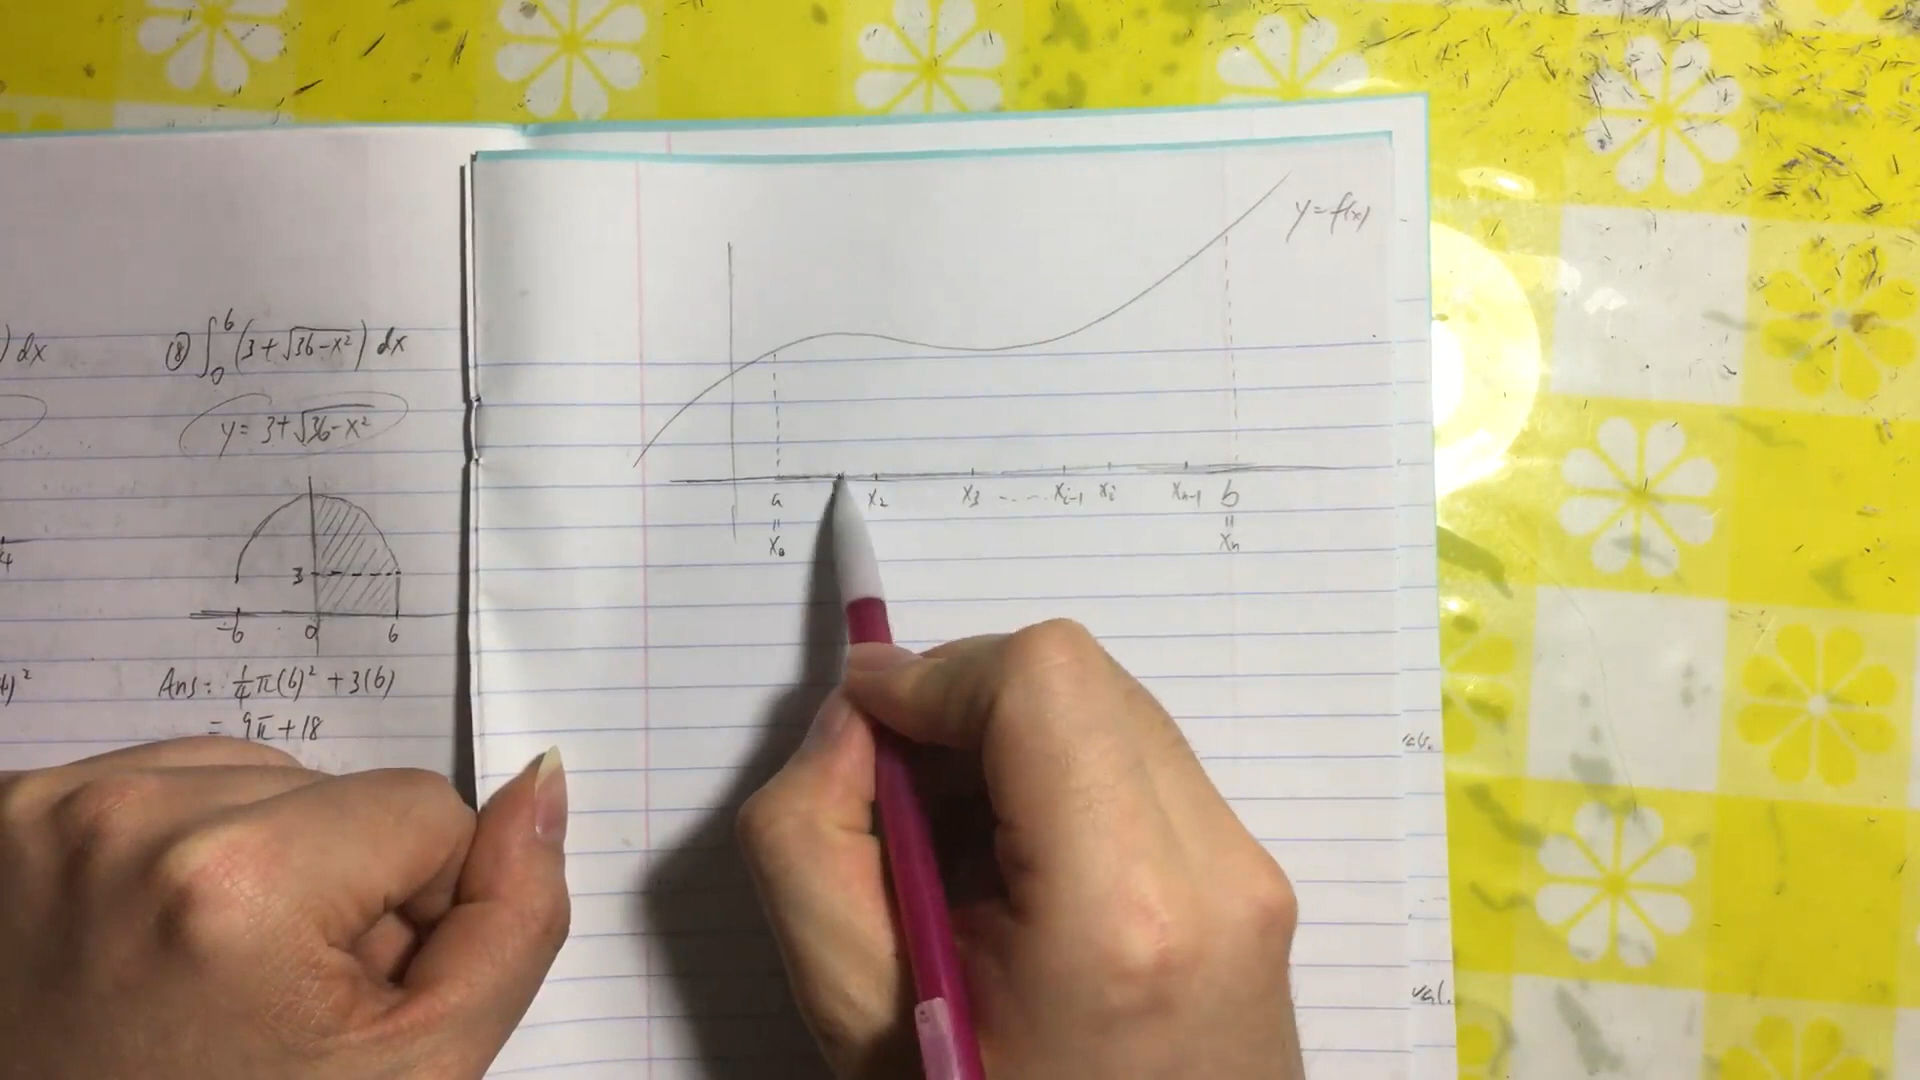 ) dx
⑧ ∫₀⁶ (3+√36-x²) dx
y = 3+√36-x²
3
-6 0 6
Ans: ¼π(6)² + 3(6)
= 9π+18
y=f(x)
a x₂ x₃ ---- xᵢ₋₁ xᵢ xₙ₋₁ b
= =
x₀ xₙ
val.